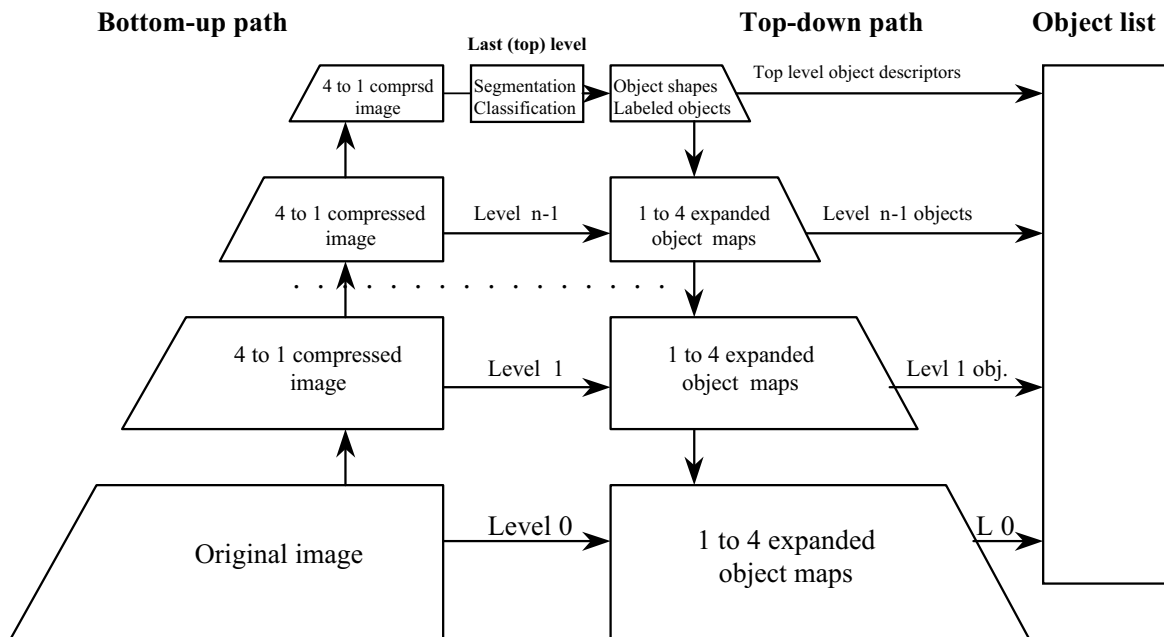 Bottom-up path
Top-down path
Object list
Last (top) level
4 to 1 comprsd
image
Segmentation
Classification
Object shapes
Labeled objects
Top level object descriptors
4 to 1 compressed
image
Level n-1
1 to 4 expanded
object maps
Level n-1 objects
4 to 1 compressed
image
Level 1
1 to 4 expanded
object maps
Levl 1 obj.
Original image
Level 0
1 to 4 expanded
object maps
L 0